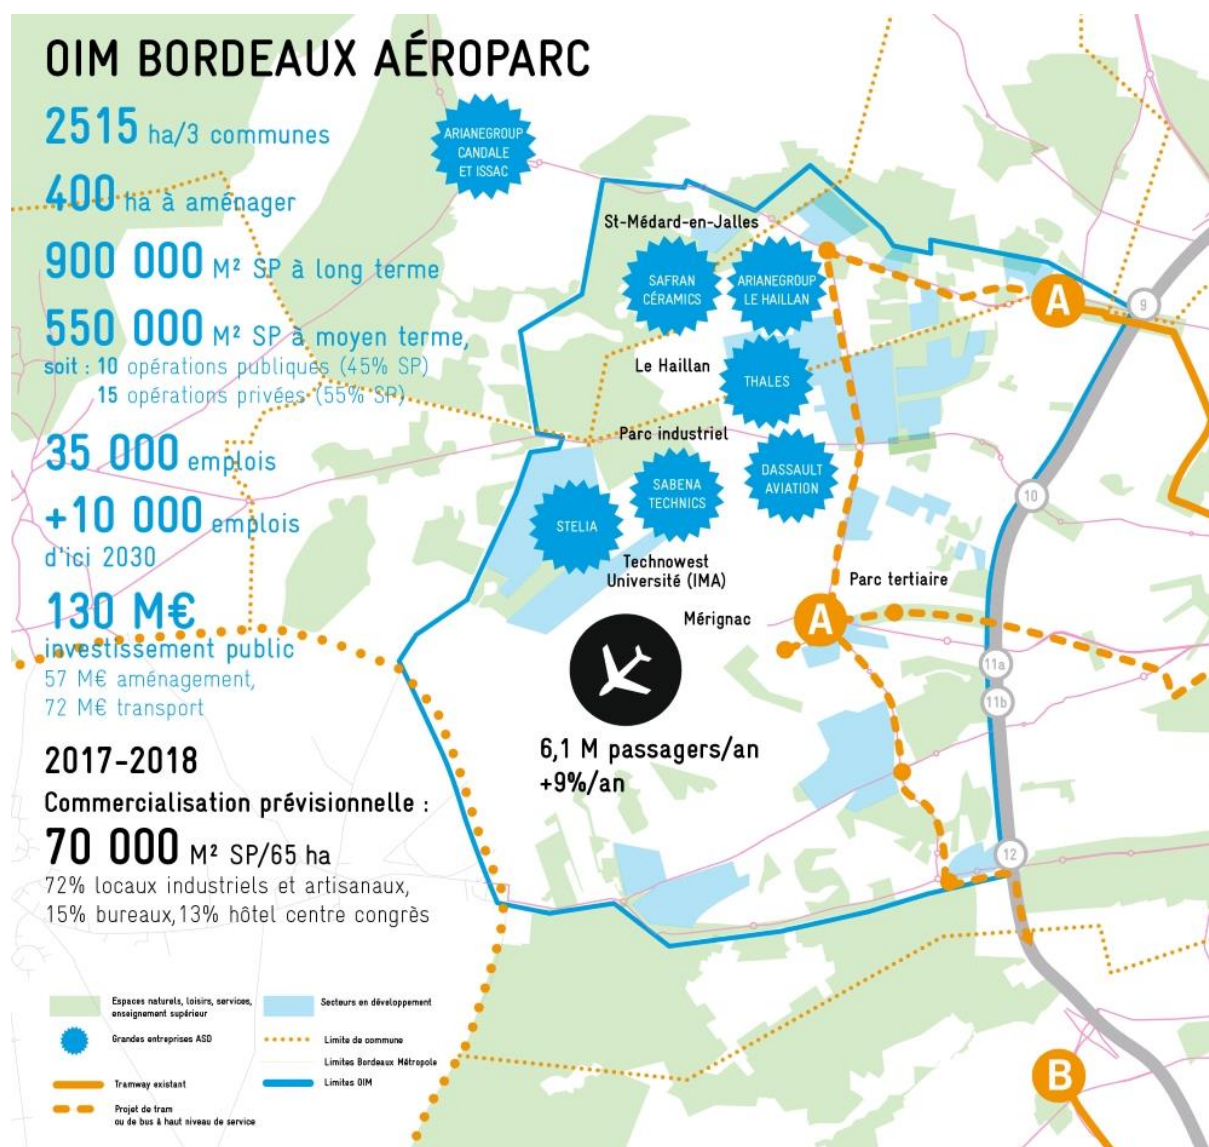 OIM BORDEAUX AÉROPARC
2515 ha/3 communes
400 ha à aménager
900 000 M² SP à long terme
550 000 M² SP à moyen terme,
soit : 10 opérations publiques (45% SP)
15 opérations privées (55% SP)
35 000 emplois
+10 000 emplois
d'ici 2030
130 M€
investissement public
57 M€ aménagement,
72 M€ transport
2017-2018
Commercialisation prévisionnelle :
70 000 M² SP/65 ha
72% locaux industriels et artisanaux,
15% bureaux,13% hôtel centre congrès
ARIANEGROUP
CANDALE
ET ISSAC
St-Médard-en-Jalles
SAFRAN
CÉRAMICS
ARIANEGROUP
LE HAILLAN
A
9
Le Haillan
THALES
Parc industriel
SABENA
TECHNICS
DASSAULT
AVIATION
10
STELIA
Technowest
Université (IMA)
Parc tertiaire
Mérignac
A
11a
11b
6,1 M passagers/an
+9%/an
12
B
Espaces naturels, loisirs, services,
enseignement supérieur
Grandes entreprises ASD
Tramway existant
Projet de tram
ou de bus à haut niveau de service
Secteurs en développement
Limite de commune
Limites Bordeaux Métropole
Limites OIM